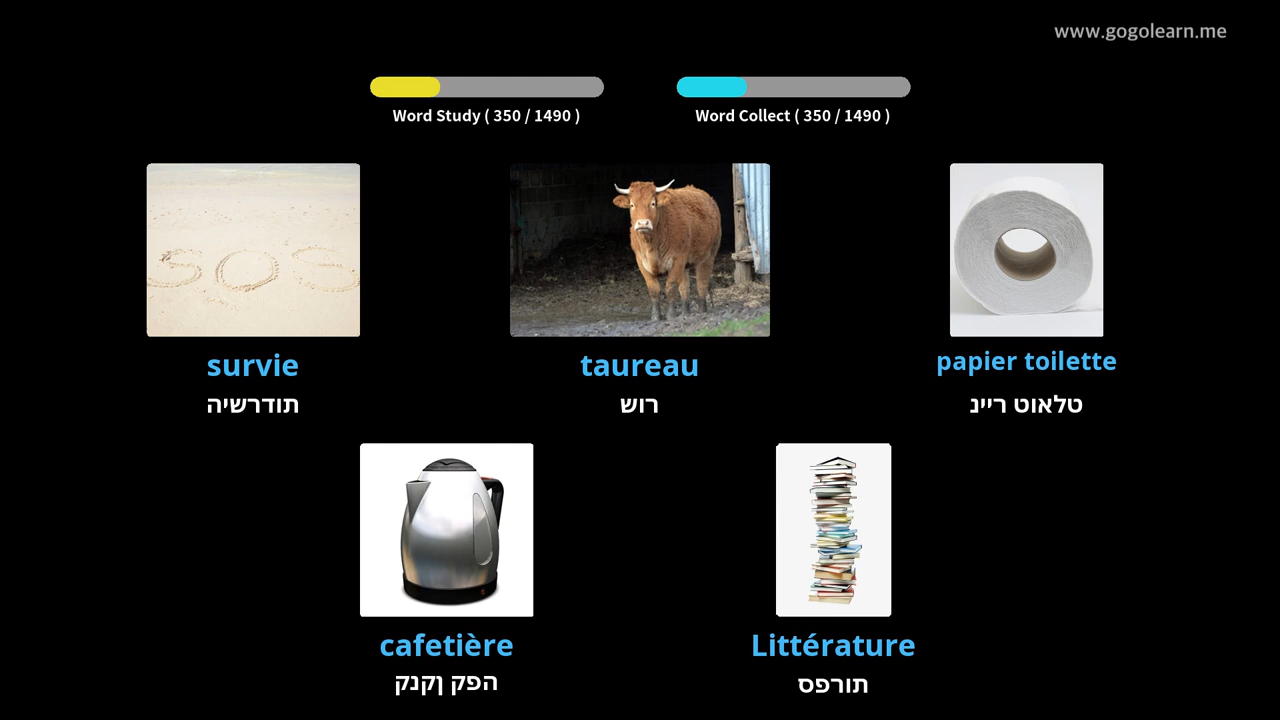 www.gogolearn.me
Word Study ( 350 / 1490 )
Word Collect ( 350 / 1490 )
survie
תודרשיה
taureau
רוש
papier toilette
טלאוט ריינ
cafetière
הפק ןקנק
Littérature
תורפס